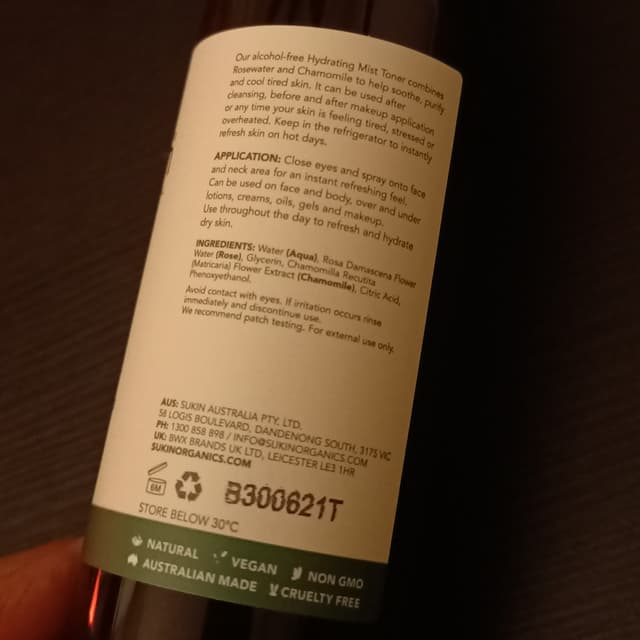 Our alcohol-free Hydrating Mist Toner combines
Rosewater and Chamomile to help soothe, purify
and cool tired skin. It can be used after
cleansing, before and after makeup application
or any time your skin is feeling tired, stressed or
overheated. Keep in the refrigerator to instantly
refresh skin on hot days.
APPLICATION: Close eyes and spray onto face
and neck area for an instant refreshing feel.
Can be used on face and body, over and under
lotions, creams, oils, gels and makeup.
Use throughout the day to refresh and hydrate
dry skin.
INGREDIENTS: Water (Aqua), Rosa Damascena Flower
Water (Rose), Glycerin, Chamomilla Recutita
(Matricaria) Flower Extract (Chamomile), Citric Acid,
Phenoxyethanol.
Avoid contact with eyes. If irritation occurs rinse
immediately and discontinue use.
We recommend patch testing. For external use only.
AUS: SUKIN AUSTRALIA PTY. LTD.
58 LOGIS BOULEVARD, DANDENONG SOUTH, 3175 VIC
PH: 1300 858 898 / INFO@SUKINORGANICS.COM
UK: BWX BRANDS UK LTD, LEICESTER LE3 1HR
SUKINORGANICS.COM
6M
B300621T
STORE BELOW 30°C
NATURAL VEGAN NON GMO
AUSTRALIAN MADE CRUELTY FREE